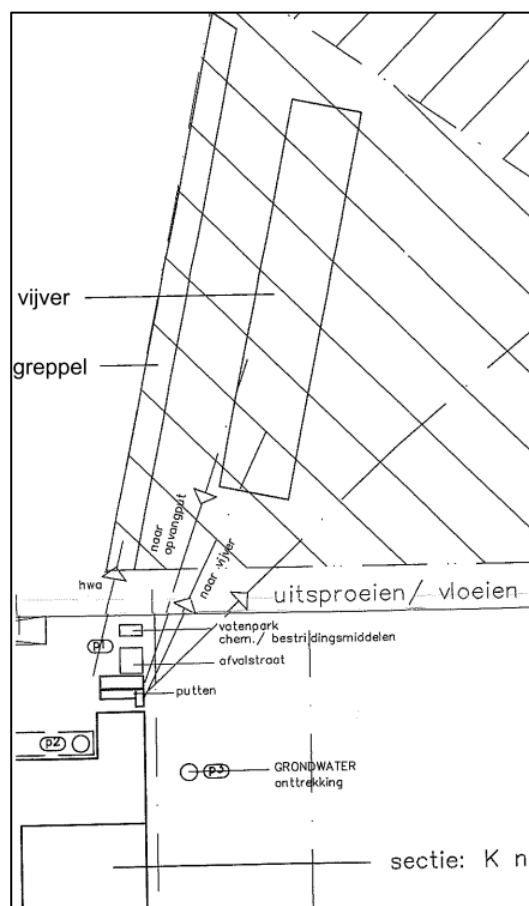 vijver
greppel
naar
opvangput
naar vijver
hwa
uitsproeien/ vloeien
vatenpark
chem./ bestridingsmiddelen
p1
afvalstraat
putten
p2
p3
GRONDWATER
onttrekking
sectie: K n